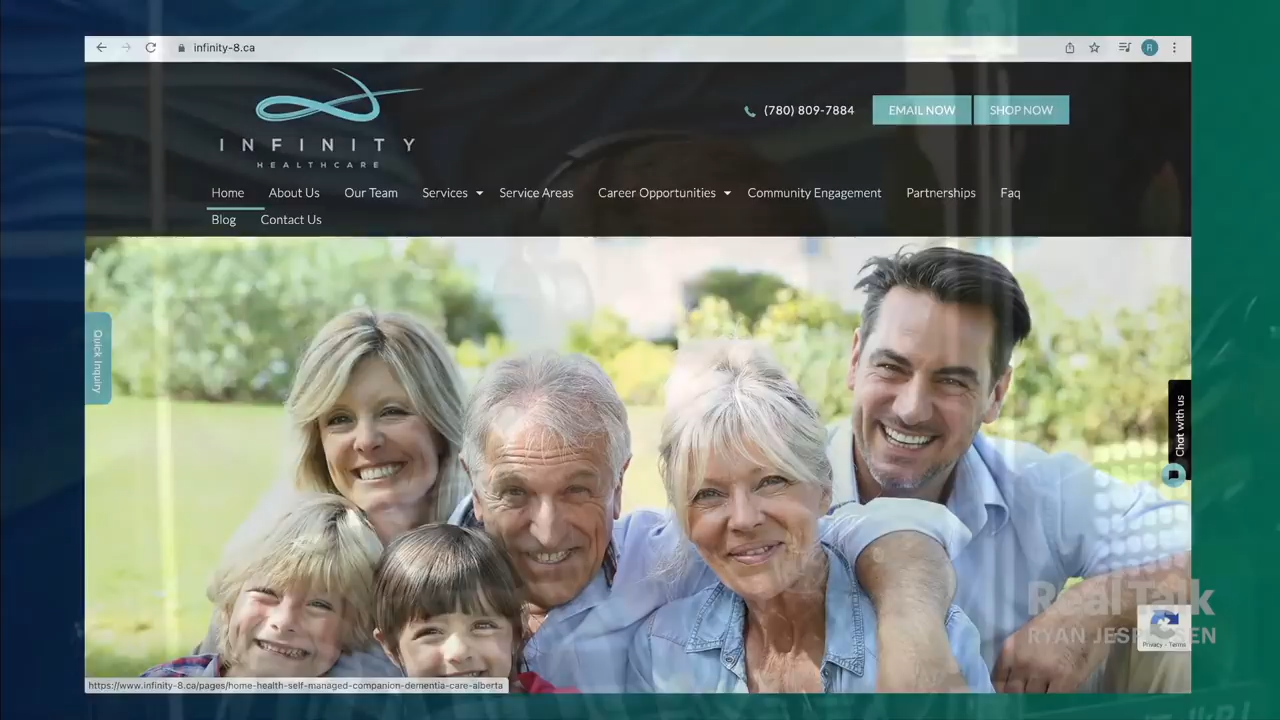 infinity-8.ca
R
INFINITY
HEALTHCARE
(780) 809-7884
EMAIL NOW
SHOP NOW
Home
About Us
Our Team
Services
Service Areas
Career Opportunities
Community Engagement
Partnerships
Faq
Blog
Contact Us
Quick Inquiry
Chat with us
Real Talk
RYAN JESPERSEN
Privacy - Terms
https://www.infinity-8.ca/pages/home-health-self-managed-companion-dementia-care-alberta